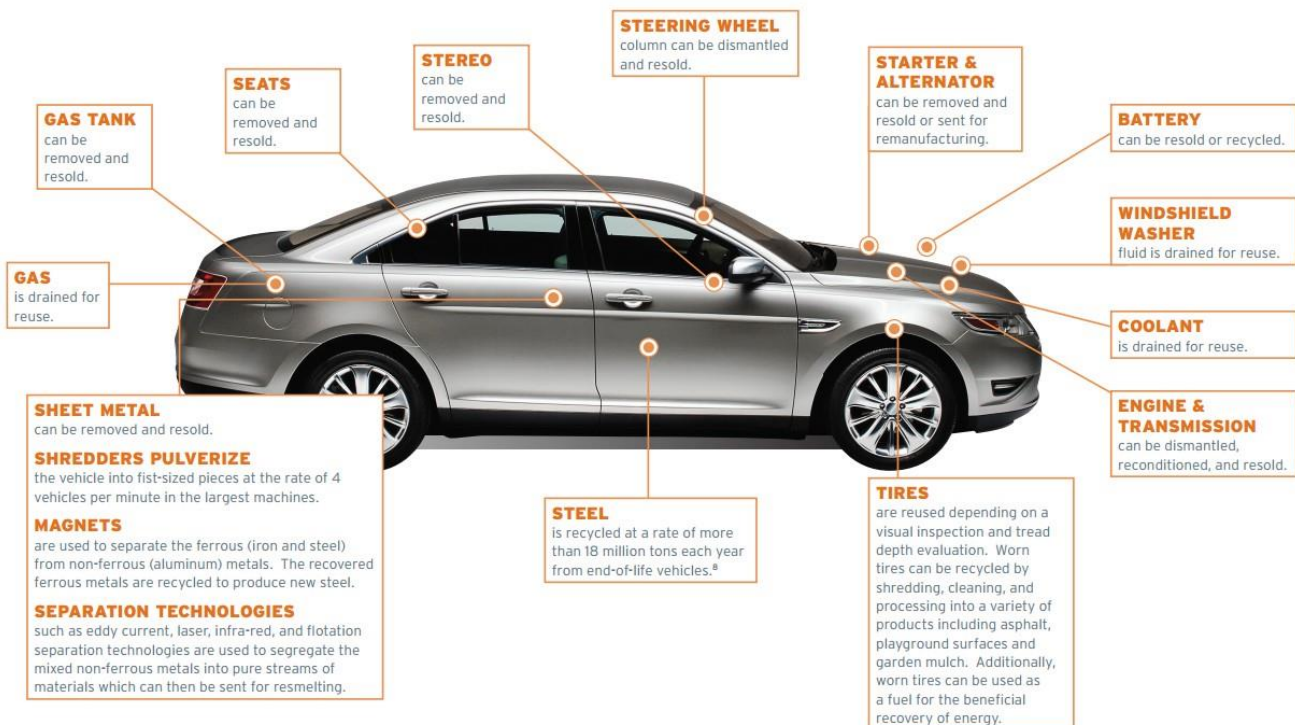 STEERING WHEEL
column can be dismantled
and resold.
STEREO
can be
removed and
resold.
STARTER &
ALTERNATOR
can be removed and
resold or sent for
remanufacturing.
SEATS
can be
removed and
resold.
GAS TANK
can be
removed and
resold.
BATTERY
can be resold or recycled.
WINDSHIELD
WASHER
fluid is drained for reuse.
GAS
is drained for
reuse.
COOLANT
is drained for reuse.
ENGINE &
TRANSMISSION
can be dismantled,
reconditioned, and resold.
SHEET METAL
can be removed and resold.
SHREDDERS PULVERIZE
the vehicle into fist-sized pieces at the rate of 4
vehicles per minute in the largest machines.
MAGNETS
are used to separate the ferrous (iron and steel)
from non-ferrous (aluminum) metals. The recovered
ferrous metals are recycled to produce new steel.
SEPARATION TECHNOLOGIES
such as eddy current, laser, infra-red, and flotation
separation technologies are used to segregate the
mixed non-ferrous metals into pure streams of
materials which can then be sent for resmelting.
STEEL
is recycled at a rate of more
than 18 million tons each year
from end-of-life vehicles.⁸
TIRES
are reused depending on a
visual inspection and tread
depth evaluation. Worn
tires can be recycled by
shredding, cleaning, and
processing into a variety of
products including asphalt,
playground surfaces and
garden mulch. Additionally,
worn tires can be used as
a fuel for the beneficial
recovery of energy.